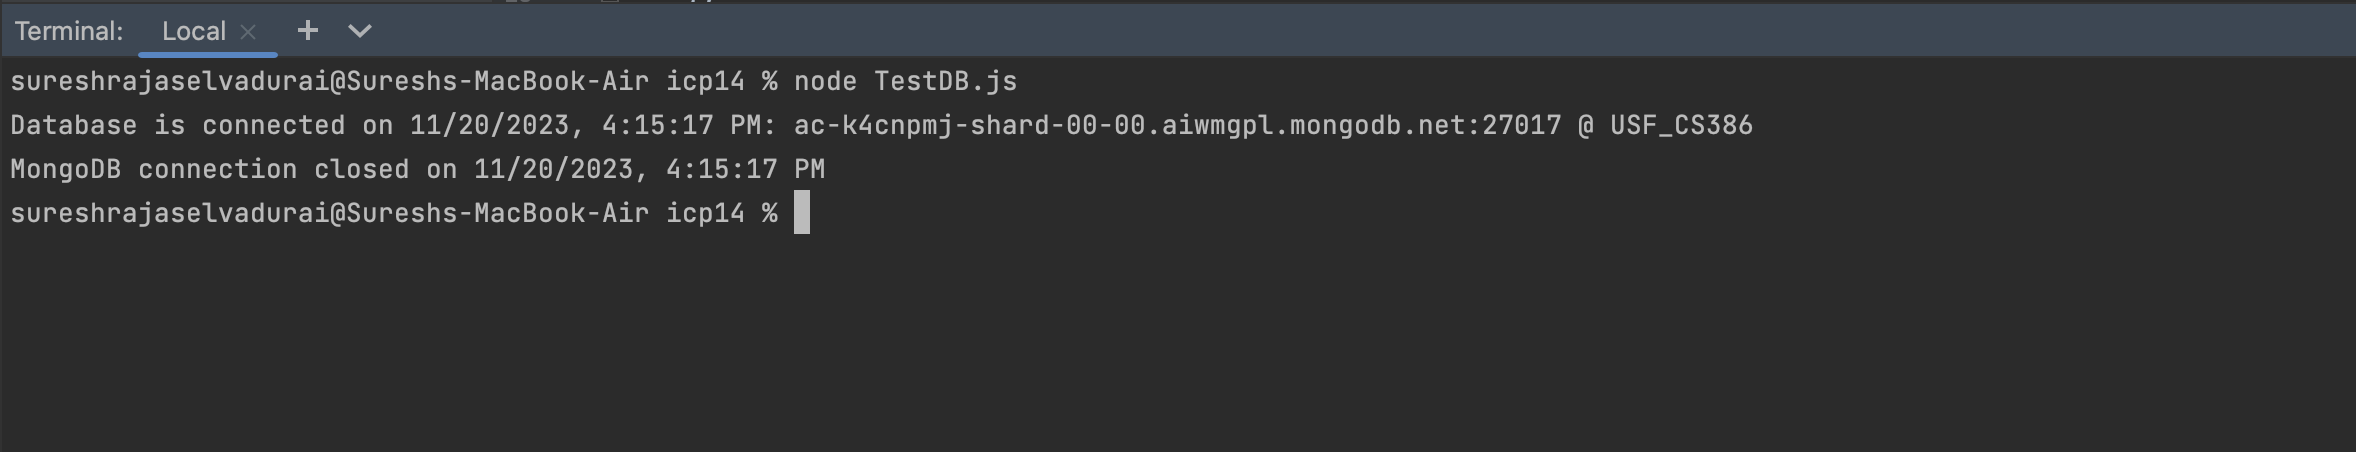 Terminal: Local × + 
sureshrajaselvadurai@Sureshs-MacBook-Air icp14 % node TestDB.js
Database is connected on 11/20/2023, 4:15:17 PM: ac-k4cnpmj-shard-00-00.aiwmgpl.mongodb.net:27017 @ USF_CS386
MongoDB connection closed on 11/20/2023, 4:15:17 PM
sureshrajaselvadurai@Sureshs-MacBook-Air icp14 %